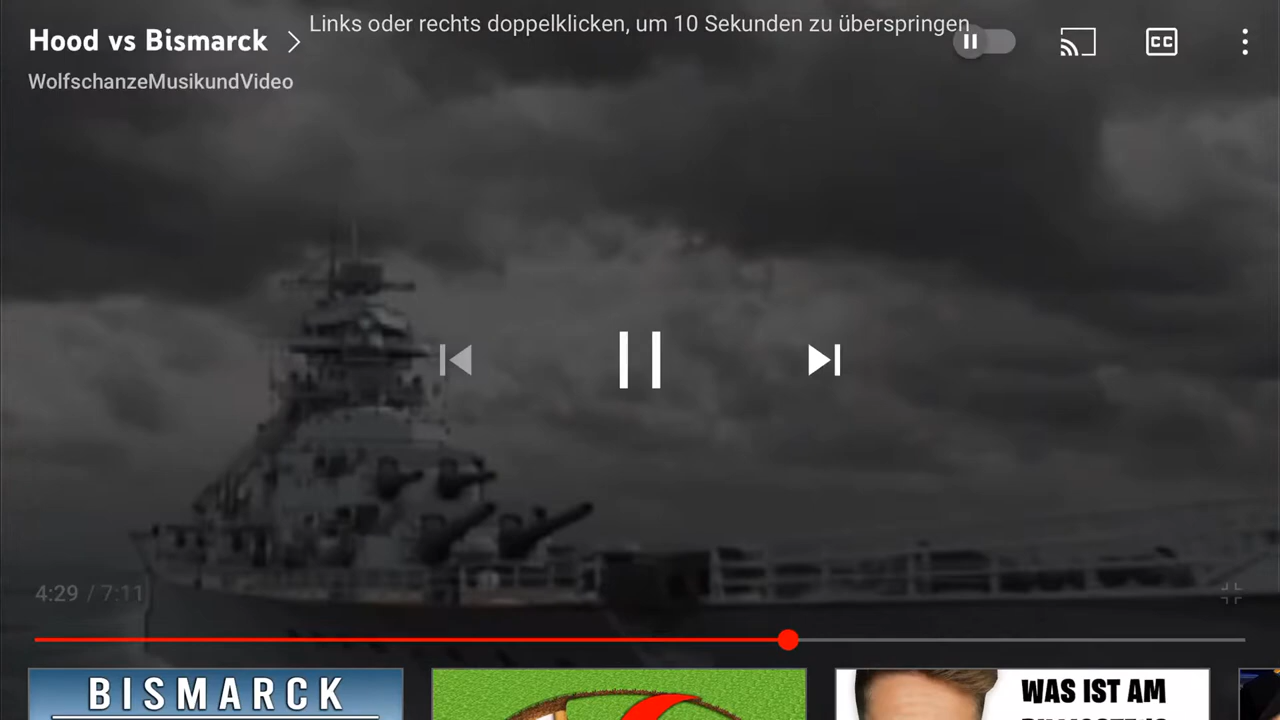 Links oder rechts doppelklicken, um 10 Sekunden zu überspringen
Hood vs Bismarck
WolfschanzeMusikundVideo
CC
4:29 / 7:11
BISMARCK
WAS IST AM